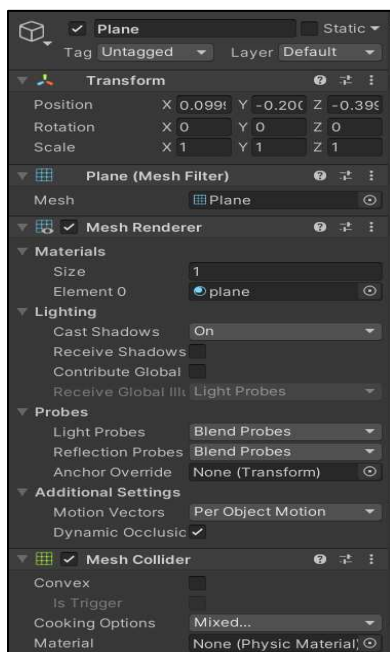 Plane Static
Tag Untagged Layer Default
Transform
Position X 0.099 Y -0.20 Z -0.39
Rotation X 0 Y 0 Z 0
Scale X 1 Y 1 Z 1
Plane (Mesh Filter)
Mesh Plane
Mesh Renderer
Materials
Size 1
Element 0 plane
Lighting
Cast Shadows On
Receive Shadows
Contribute Global
Receive Global Illu Light Probes
Probes
Light Probes Blend Probes
Reflection Probes Blend Probes
Anchor Override None (Transform)
Additional Settings
Motion Vectors Per Object Motion
Dynamic Occlusic
Mesh Collider
Convex
Is Trigger
Cooking Options Mixed...
Material None (Physic Material)